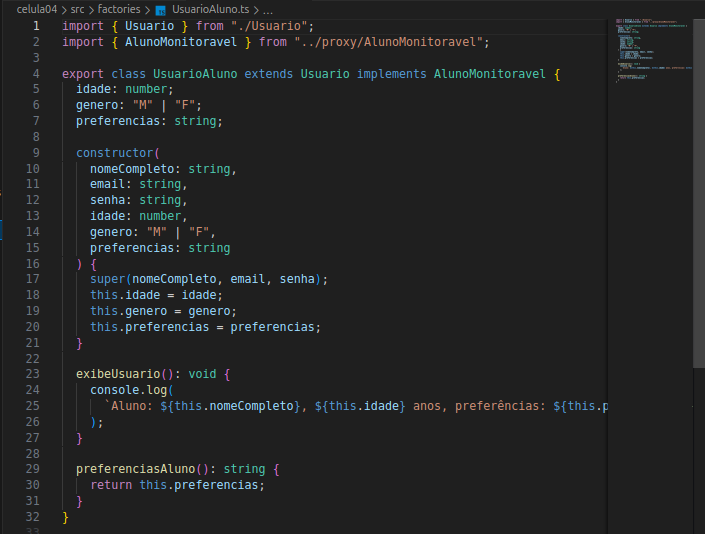 celula04 > src > factories > UsuarioAluno.ts > ...
1 import { Usuario } from "./Usuario";
2 import { AlunoMonitoravel } from "../proxy/AlunoMonitoravel";
3
4 export class UsuarioAluno extends Usuario implements AlunoMonitoravel {
5 idade: number;
6 genero: "M" | "F";
7 preferencias: string;
8
9 constructor(
10 nomeCompleto: string,
11 email: string,
12 senha: string,
13 idade: number,
14 genero: "M" | "F",
15 preferencias: string
16 ) {
17 super(nomeCompleto, email, senha);
18 this.idade = idade;
19 this.genero = genero;
20 this.preferencias = preferencias;
21 }
22
23 exibeUsuario(): void {
24 console.log(
25 `Aluno: ${this.nomeCompleto}, ${this.idade} anos, preferências: ${this.p
26 );
27 }
28
29 preferenciasAluno(): string {
30 return this.preferencias;
31 }
32 }
33